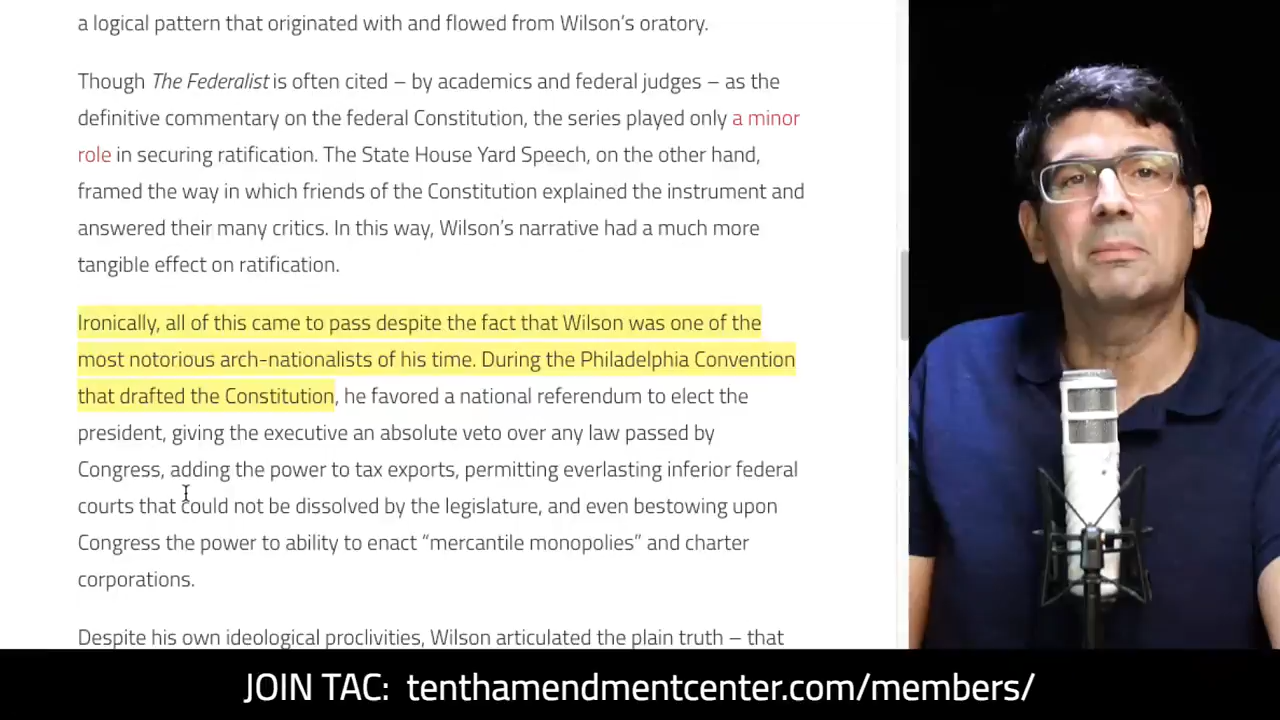 a logical pattern that originated with and flowed from Wilson’s oratory.
Though The Federalist is often cited – by academics and federal judges – as the
definitive commentary on the federal Constitution, the series played only a minor
role in securing ratification. The State House Yard Speech, on the other hand,
framed the way in which friends of the Constitution explained the instrument and
answered their many critics. In this way, Wilson’s narrative had a much more
tangible effect on ratification.
Ironically, all of this came to pass despite the fact that Wilson was one of the
most notorious arch-nationalists of his time. During the Philadelphia Convention
that drafted the Constitution, he favored a national referendum to elect the
president, giving the executive an absolute veto over any law passed by
Congress, adding the power to tax exports, permitting everlasting inferior federal
courts that could not be dissolved by the legislature, and even bestowing upon
Congress the power to ability to enact “mercantile monopolies” and charter
corporations.
Despite his own ideological proclivities, Wilson articulated the plain truth – that
JOIN TAC: tenthamendmentcenter.com/members/